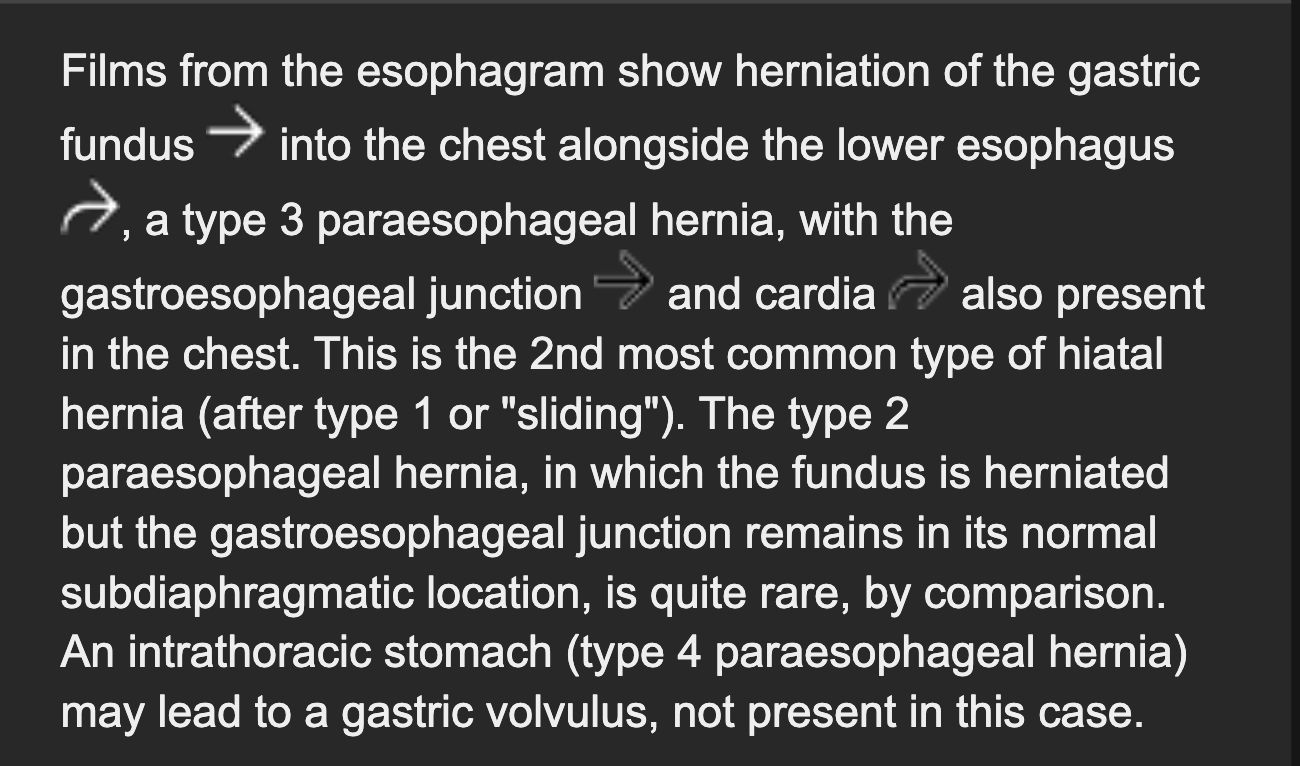 Films from the esophagram show herniation of the gastric
fundus → into the chest alongside the lower esophagus
↱, a type 3 paraesophageal hernia, with the
gastroesophageal junction → and cardia ↱ also present
in the chest. This is the 2nd most common type of hiatal
hernia (after type 1 or "sliding"). The type 2
paraesophageal hernia, in which the fundus is herniated
but the gastroesophageal junction remains in its normal
subdiaphragmatic location, is quite rare, by comparison.
An intrathoracic stomach (type 4 paraesophageal hernia)
may lead to a gastric volvulus, not present in this case.